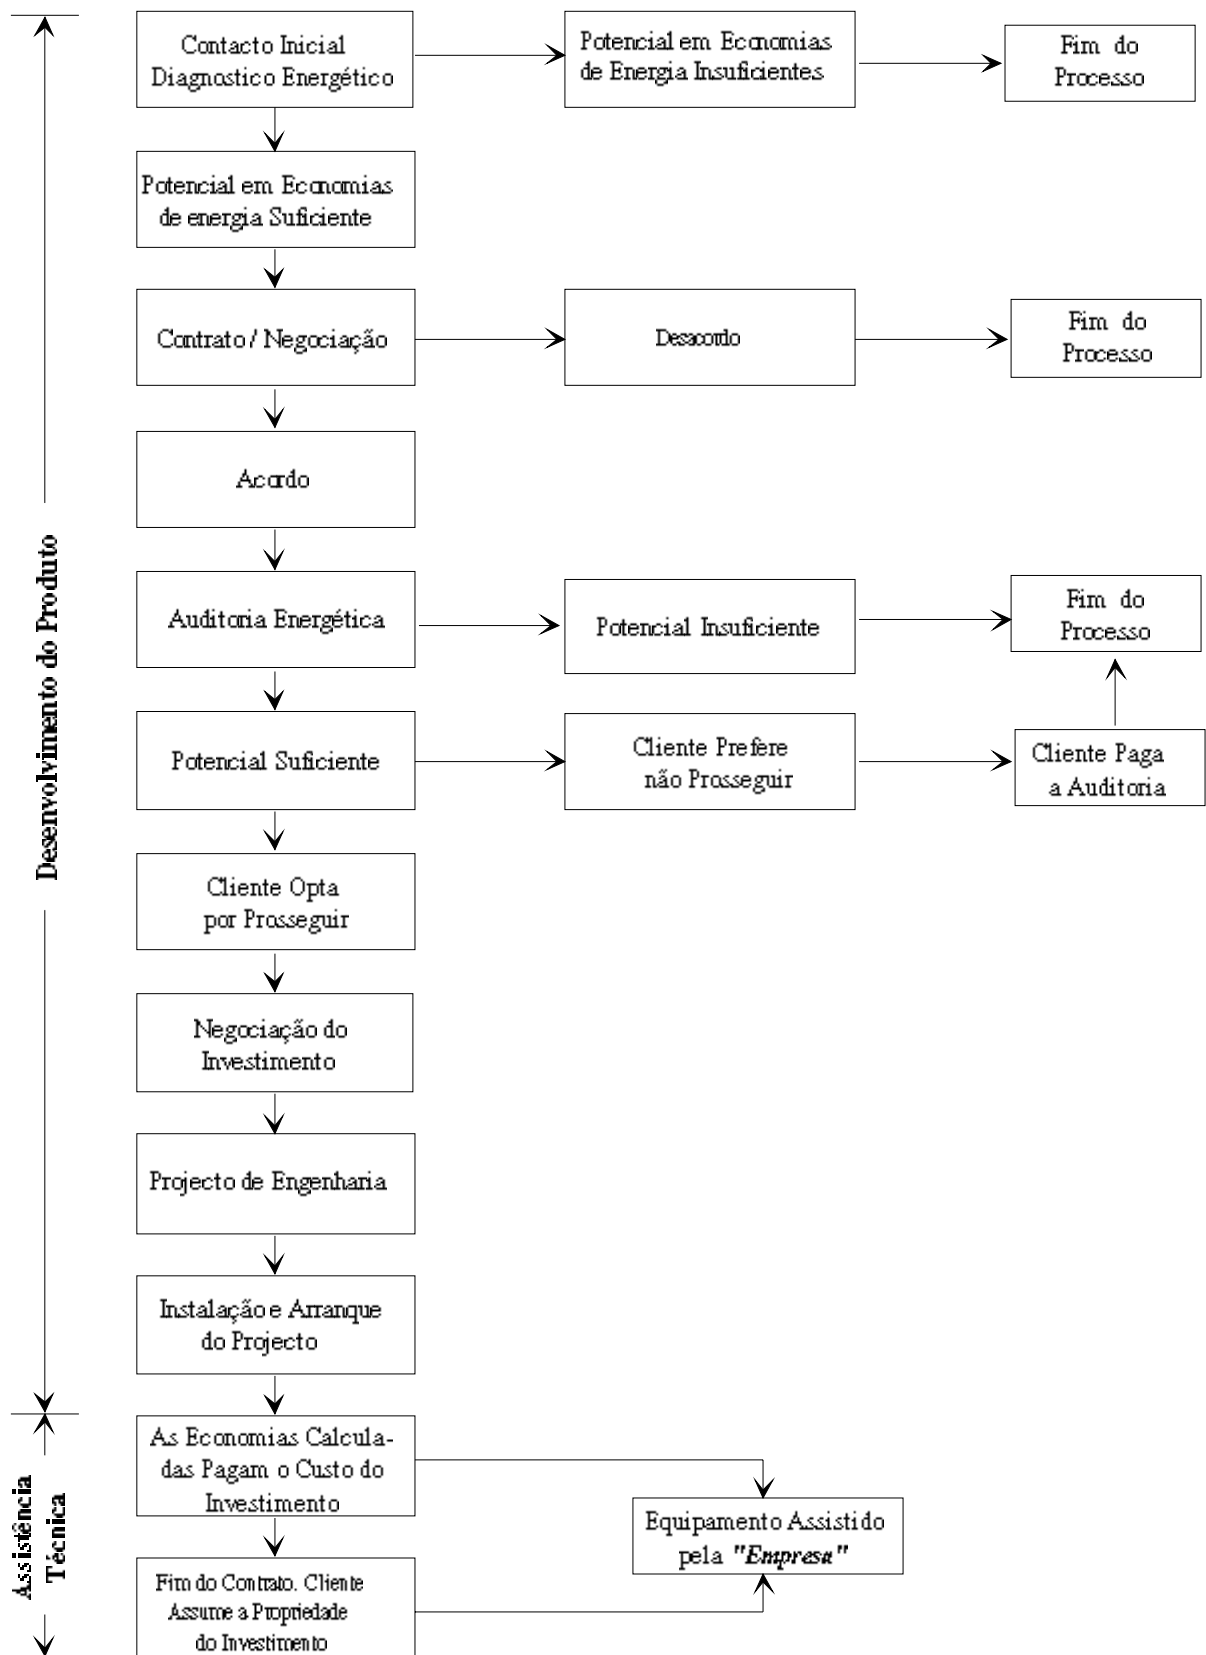 Contacto Inicial
Diagnostico Energético
Potencial em Economias
de Energia Insuficientes
Fim do
Processo
Potencial em Economias
de energia Suficiente
Contrato / Negociação
Desacordo
Fim do
Processo
Acordo
Auditoria Energética
Potencial Insuficiente
Fim do
Processo
Potencial Suficiente
Cliente Prefere
não Prosseguir
Cliente Paga
a Auditoria
Cliente Opta
por Prosseguir
Negociação do
Investimento
Projecto de Engenharia
Instalação e Arranque
do Projecto
As Economias Calcula-
das Pagam o Custo do
Investimento
Equipamento Assistido
pela "Empresa"
Fim do Contrato. Cliente
Assume a Propriedade
do Investimento
Desenvolvimento do Produto
Assistência
Técnica